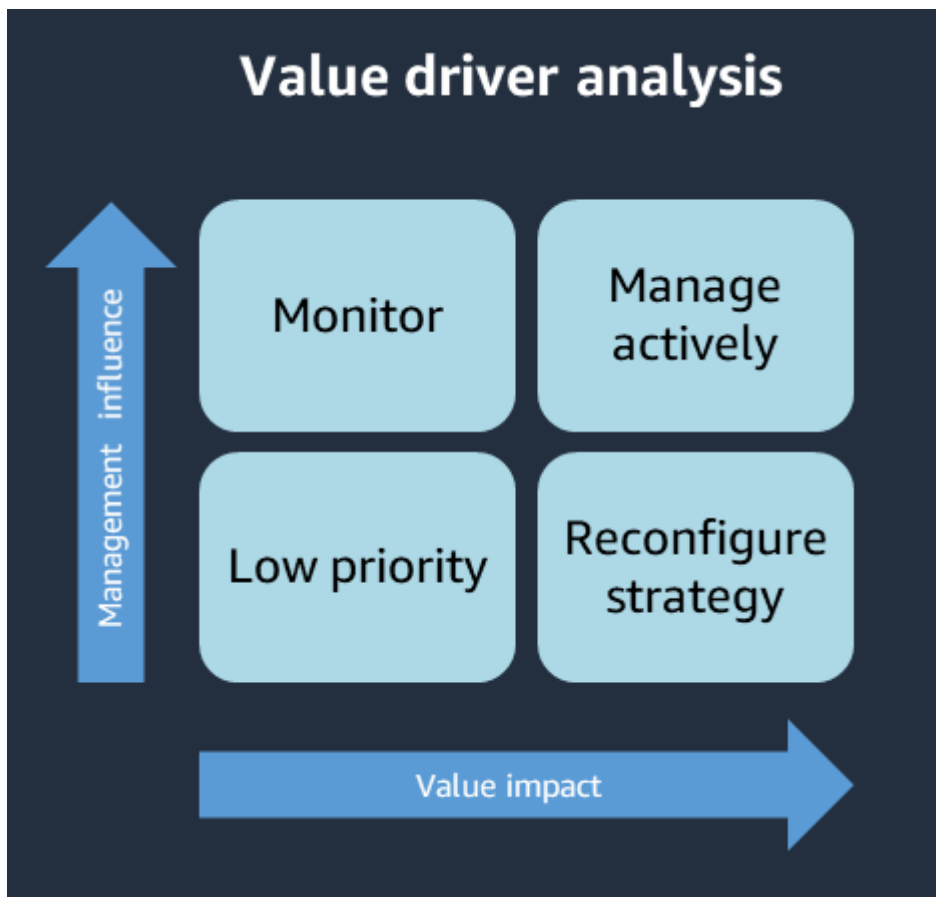 Value driver analysis
Management influence
Monitor
Manage
actively
Low priority
Reconfigure
strategy
Value impact